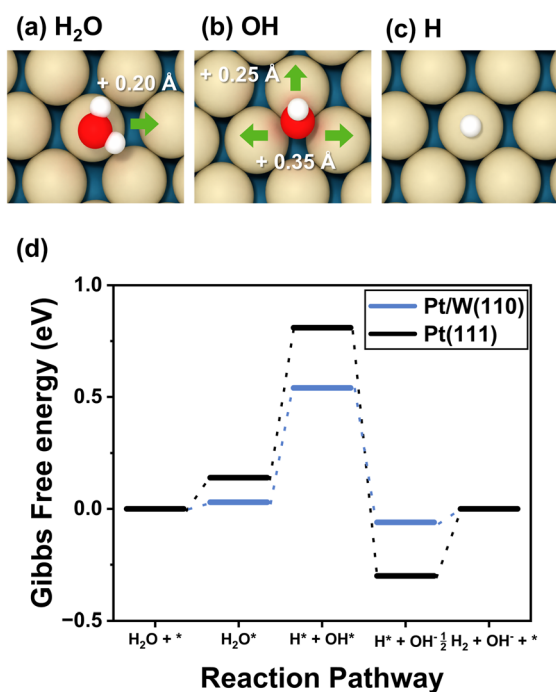 (a) H₂O
+ 0.20 Å
(b) OH
+ 0.25 Å
+ 0.35 Å
(c) H
(d)
Gibbs Free energy (eV)
1.0
0.5
0.0
−0.5
Pt/W(110)
Pt(111)
H₂O + *
H₂O*
H* + OH*
H* + OH⁻
½ H₂ + OH⁻ + *
Reaction Pathway